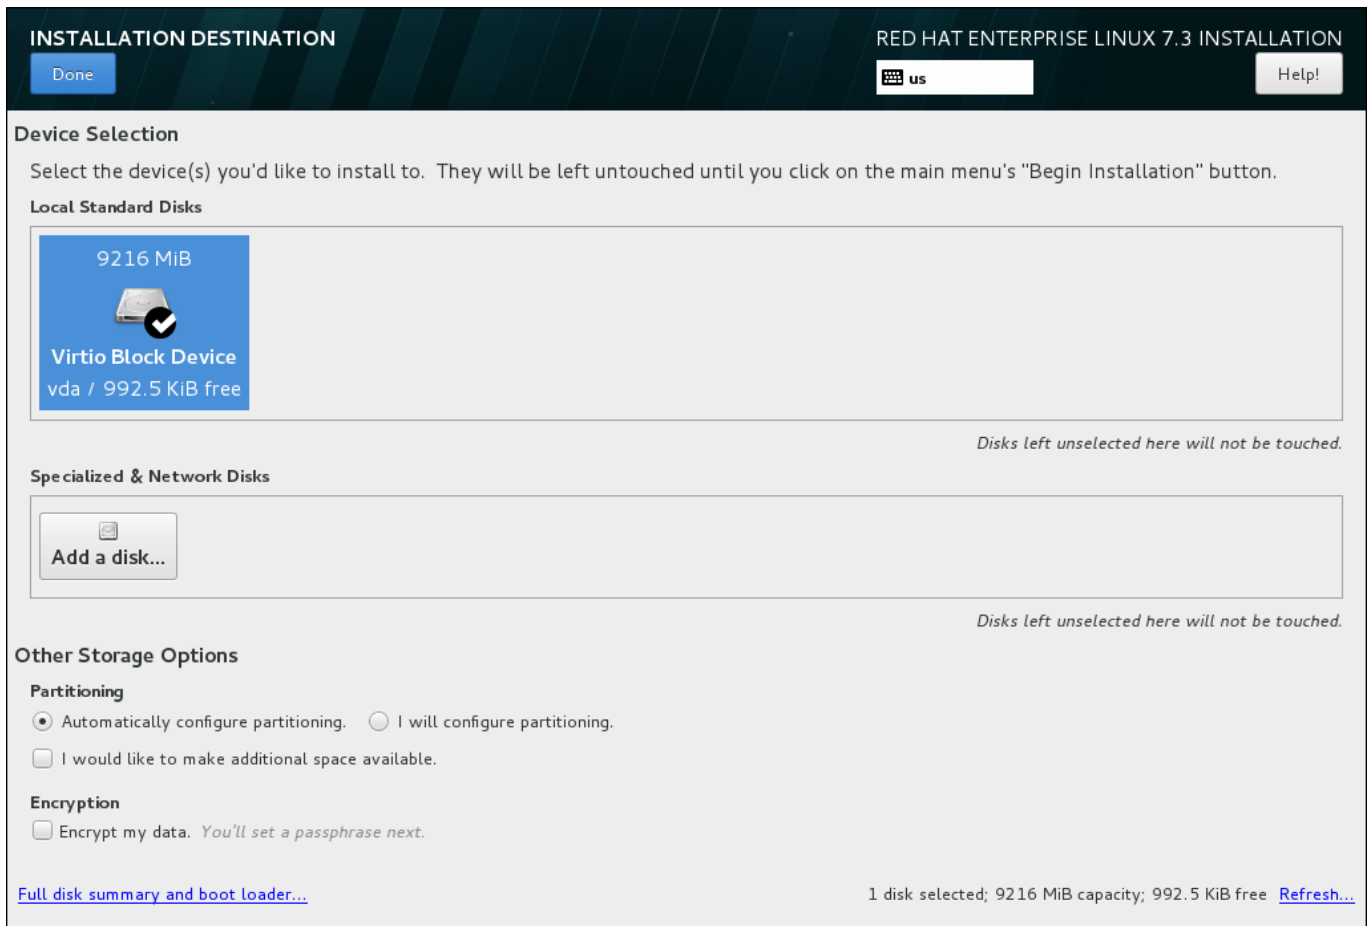 INSTALLATION DESTINATION
RED HAT ENTERPRISE LINUX 7.3 INSTALLATION
Done
us
Help!
Device Selection
Select the device(s) you'd like to install to.  They will be left untouched until you click on the main menu's "Begin Installation" button.
Local Standard Disks
9216 MiB
Virtio Block Device
vda / 992.5 KiB free
Disks left unselected here will not be touched.
Specialized & Network Disks
Add a disk...
Disks left unselected here will not be touched.
Other Storage Options
Partitioning
Automatically configure partitioning. I will configure partitioning.
I would like to make additional space available.
Encryption
Encrypt my data. You'll set a passphrase next.
Full disk summary and boot loader... 1 disk selected; 9216 MiB capacity; 992.5 KiB free Refresh...